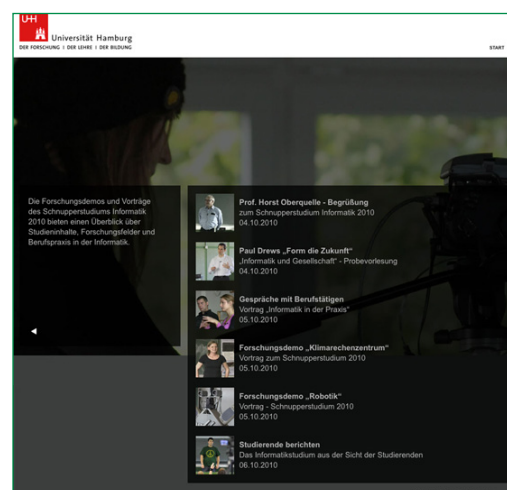 UH
Universität Hamburg
DER FORSCHUNG I DER LEHRE I DER BILDUNG
START
Die Forschungsdemos und Vorträge
des Schnupperstudiums Informatik
2010 bieten einen Überblick über
Studieninhalte, Forschungsfelder und
Berufspraxis in der Informatik.
Prof. Horst Oberquelle - Begrüßung
zum Schnupperstudium Informatik 2010
04.10.2010
Paul Drews „Form die Zukunft“
„Informatik und Gesellschaft“ - Probevorlesung
04.10.2010
Gespräche mit Berufstätigen
Vortrag „Informatik in der Praxis“
05.10.2010
Forschungsdemo „Klimarechenzentrum“
Vortrag zum Schnupperstudium 2010
05.10.2010
Forschungsdemo „Robotik“
Vortrag - Schnupperstudium 2010
05.10.2010
Studierende berichten
Das Informatikstudium aus der Sicht der Studierenden
06.10.2010